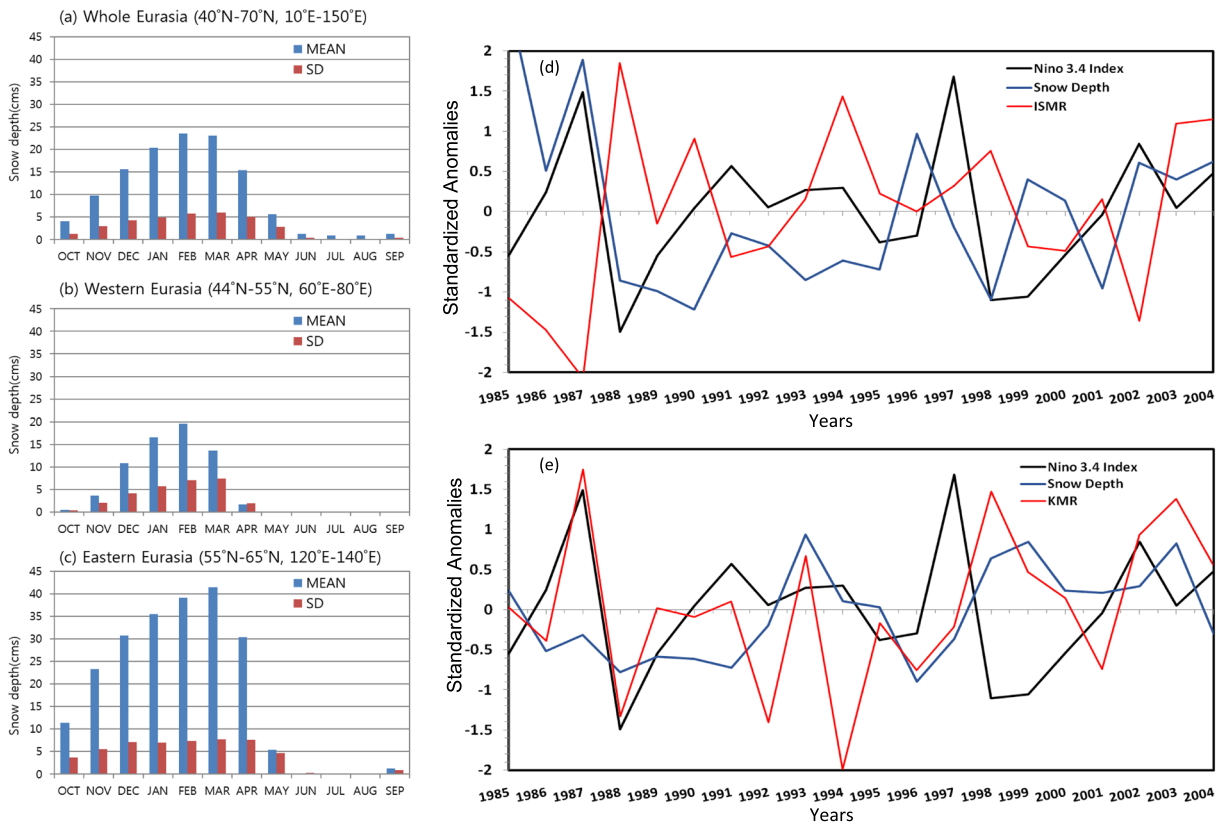 (a) Whole Eurasia (40˚N-70˚N, 10˚E-150˚E)
45
40
35
30
25
20
15
10
5
0
Snow depth(cms)
MEAN
SD
OCT NOV DEC JAN FEB MAR APR MAY JUN JUL AUG SEP
(b) Western Eurasia (44˚N-55˚N, 60˚E-80˚E)
45
40
35
30
25
20
15
10
5
0
Snow depth(cms)
MEAN
SD
OCT NOV DEC JAN FEB MAR APR MAY JUN JUL AUG SEP
(c) Eastern Eurasia (55˚N-65˚N, 120˚E-140˚E)
45
40
35
30
25
20
15
10
5
0
Snow depth(cms)
MEAN
SD
OCT NOV DEC JAN FEB MAR APR MAY JUN JUL AUG SEP
(d)
2
1.5
1
0.5
0
-0.5
-1
-1.5
-2
Standardized Anomalies
Nino 3.4 Index
Snow Depth
ISMR
1985 1986 1987 1988 1989 1990 1991 1992 1993 1994 1995 1996 1997 1998 1999 2000 2001 2002 2003 2004
Years
(e)
2
1.5
1
0.5
0
-0.5
-1
-1.5
-2
Standardized Anomalies
Nino 3.4 Index
Snow Depth
KMR
1985 1986 1987 1988 1989 1990 1991 1992 1993 1994 1995 1996 1997 1998 1999 2000 2001 2002 2003 2004
Years